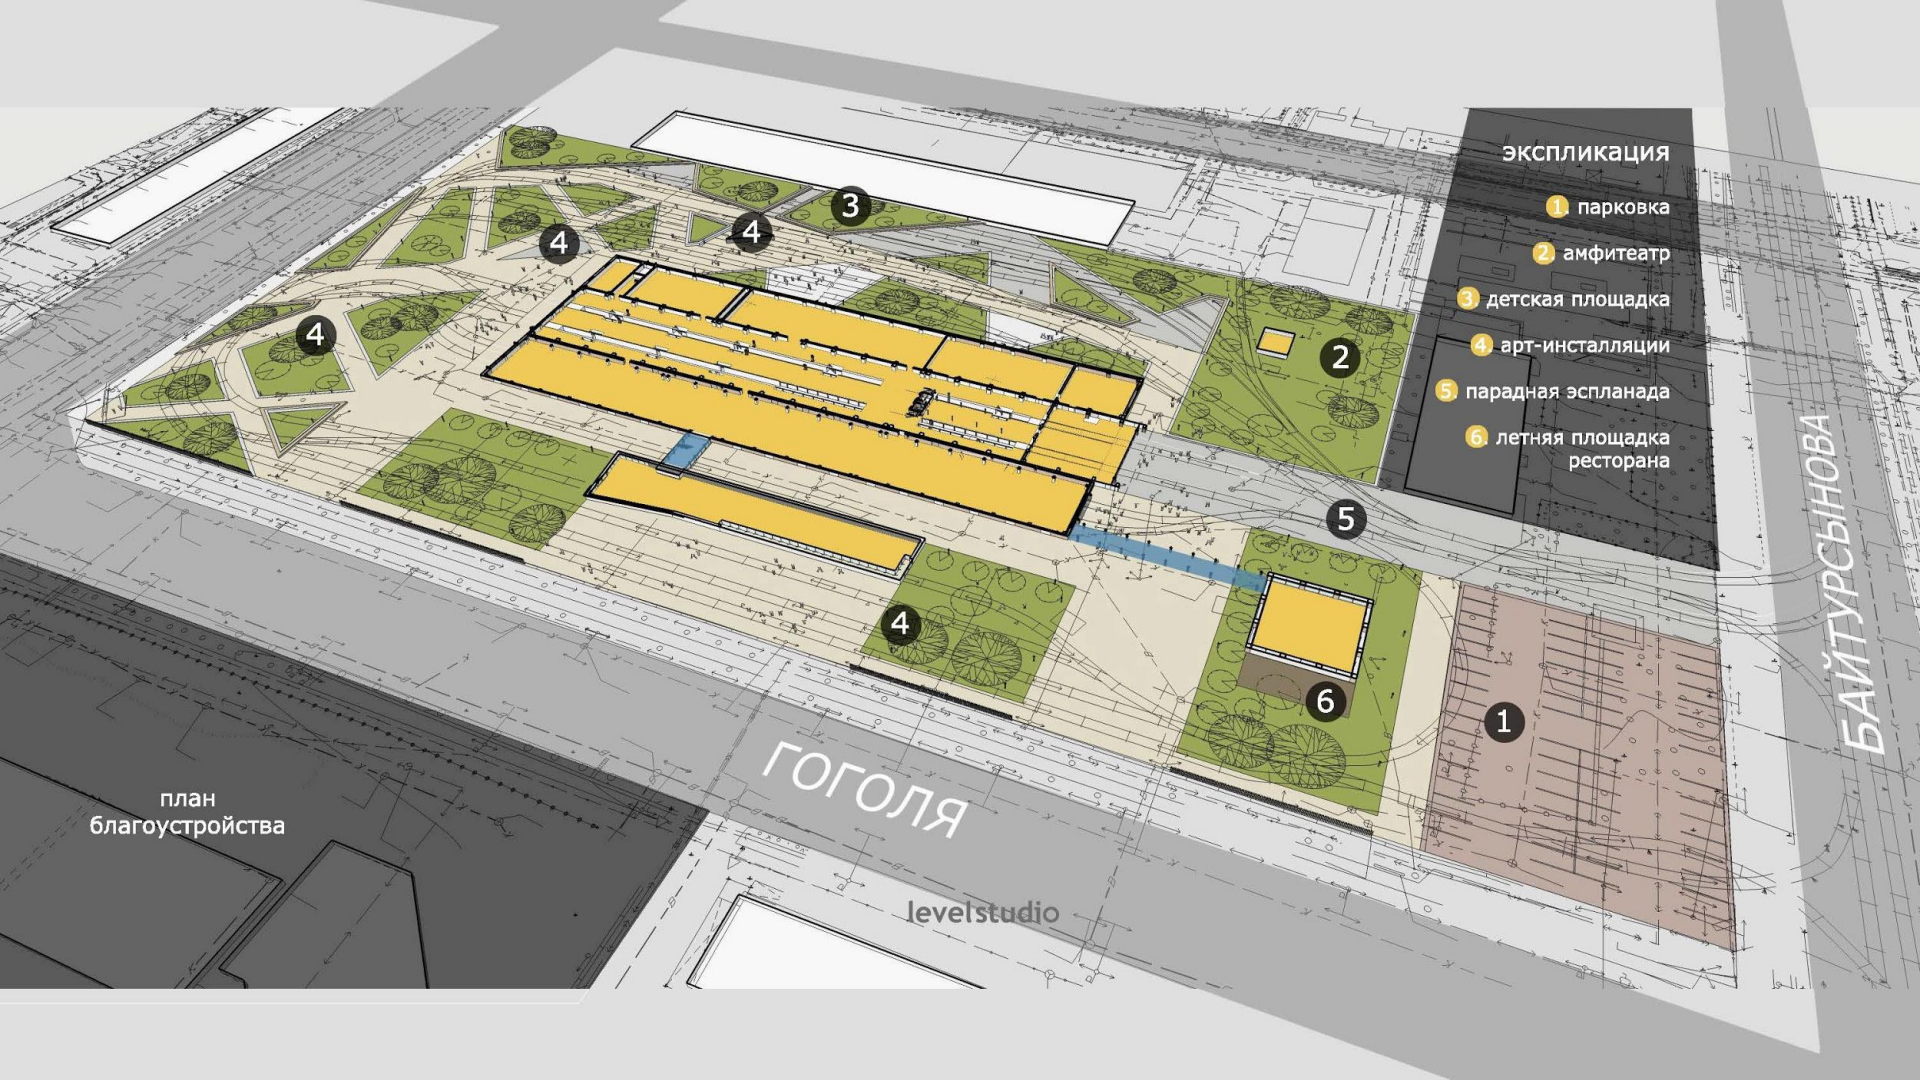 экспликация
1. парковка
2. амфитеатр
3. детская площадка
4. арт-инсталляции
5. парадная эспланада
6. летняя площадка
ресторана
3
4
4
4
2
5
4
6
1
БАЙТУРСЫНОВА
ГОГОЛЯ
план
благоустройства
levelstudio